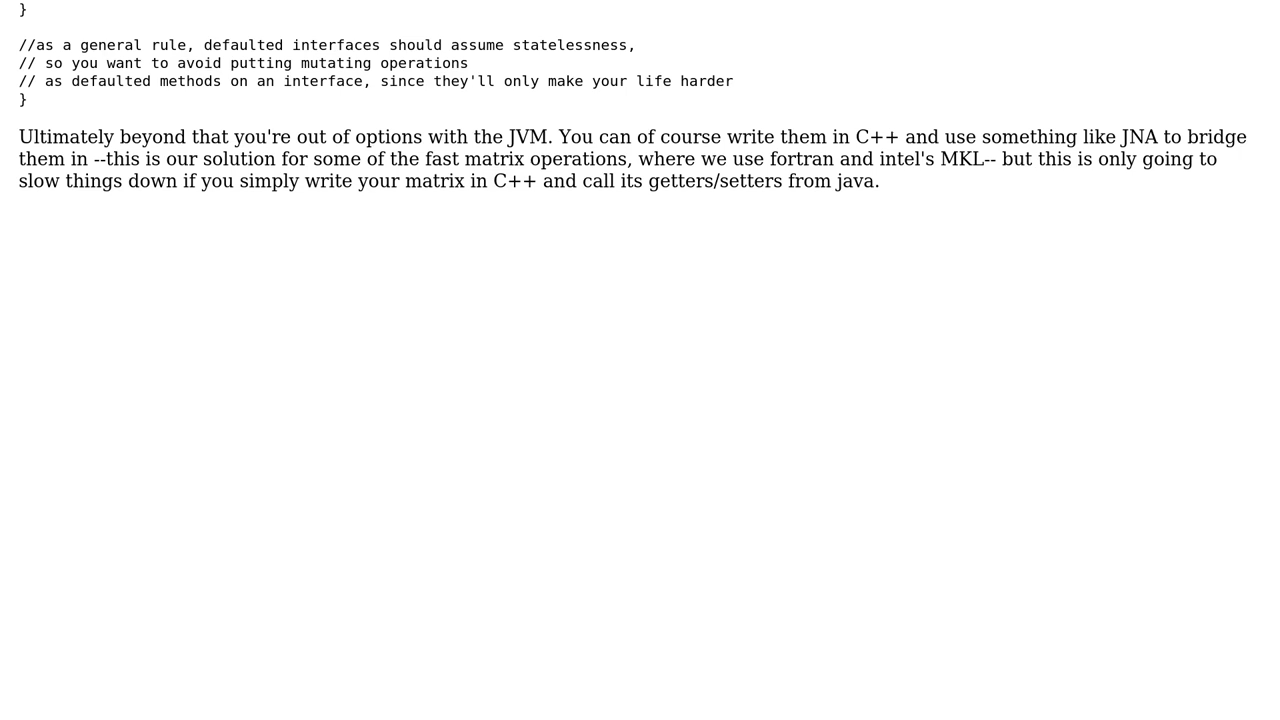 }
//as a general rule, defaulted interfaces should assume statelessness,
// so you want to avoid putting mutating operations
// as defaulted methods on an interface, since they'll only make your life harder
}
Ultimately beyond that you're out of options with the JVM. You can of course write them in C++ and use something like JNA to bridge
them in --this is our solution for some of the fast matrix operations, where we use fortran and intel's MKL-- but this is only going to
slow things down if you simply write your matrix in C++ and call its getters/setters from java.